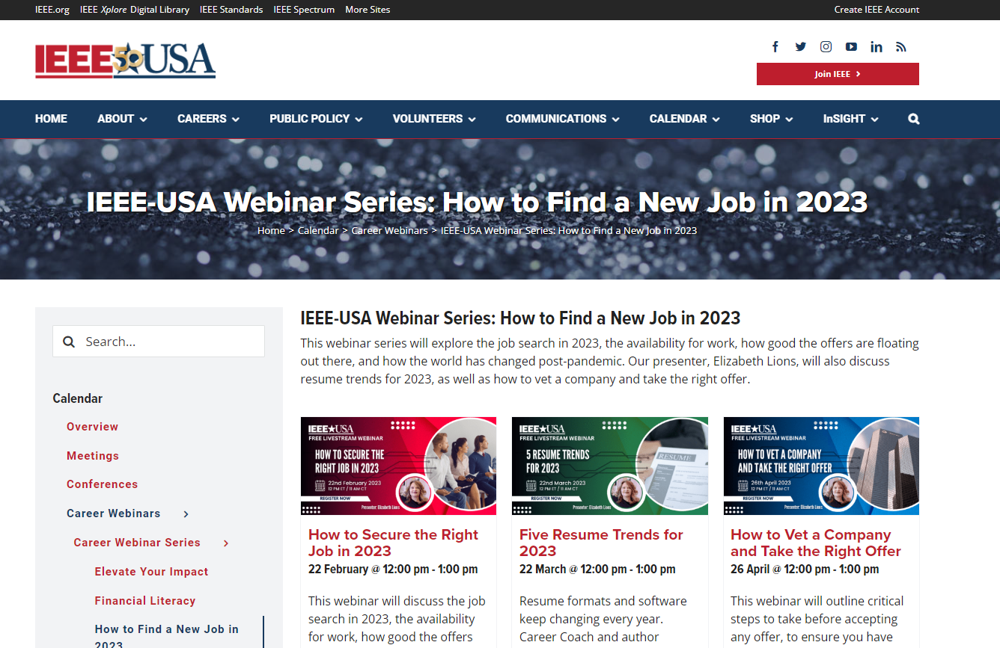 IEEE.org IEEE Xplore Digital Library IEEE Standards IEEE Spectrum More Sites Create IEEE Account
IEEE 50 USA
Join IEEE
HOME ABOUT CAREERS PUBLIC POLICY VOLUNTEERS COMMUNICATIONS CALENDAR SHOP InSIGHT
IEEE-USA Webinar Series: How to Find a New Job in 2023
Home > Calendar > Career Webinars > IEEE-USA Webinar Series: How to Find a New Job in 2023
Search...
Calendar
Overview
Meetings
Conferences
Career Webinars
Career Webinar Series
Elevate Your Impact
Financial Literacy
How to Find a New Job in
2023
IEEE-USA Webinar Series: How to Find a New Job in 2023
This webinar series will explore the job search in 2023, the availability for work, how good the offers are floating
out there, and how the world has changed post-pandemic. Our presenter, Elizabeth Lions, will also discuss
resume trends for 2023, as well as how to vet a company and take the right offer.
IEEE USA
FREE LIVESTREAM WEBINAR
HOW TO SECURE THE
RIGHT JOB IN 2023
22nd February 2023
12 PM ET / 11 AM CT
REGISTER NOW
Presenter: Elizabeth Lions
How to Secure the Right
Job in 2023
22 February @ 12:00 pm - 1:00 pm
This webinar will discuss the job
search in 2023, the availability
for work, how good the offers
IEEE USA
FREE LIVESTREAM WEBINAR
5 RESUME TRENDS
FOR 2023
RESUME
22nd March 2023
12 PM ET / 11 AM CT
REGISTER NOW
Presenter: Elizabeth Lions
Five Resume Trends for
2023
22 March @ 12:00 pm - 1:00 pm
Resume formats and software
keep changing every year.
Career Coach and author
IEEE USA
FREE LIVESTREAM WEBINAR
HOW TO VET A COMPANY
AND TAKE THE RIGHT OFFER
26th April 2023
12 PM ET / 11 AM CT
REGISTER NOW
Presenter: Elizabeth Lions
How to Vet a Company
and Take the Right Offer
26 April @ 12:00 pm - 1:00 pm
This webinar will outline critical
steps to take before accepting
any offer, to ensure you have